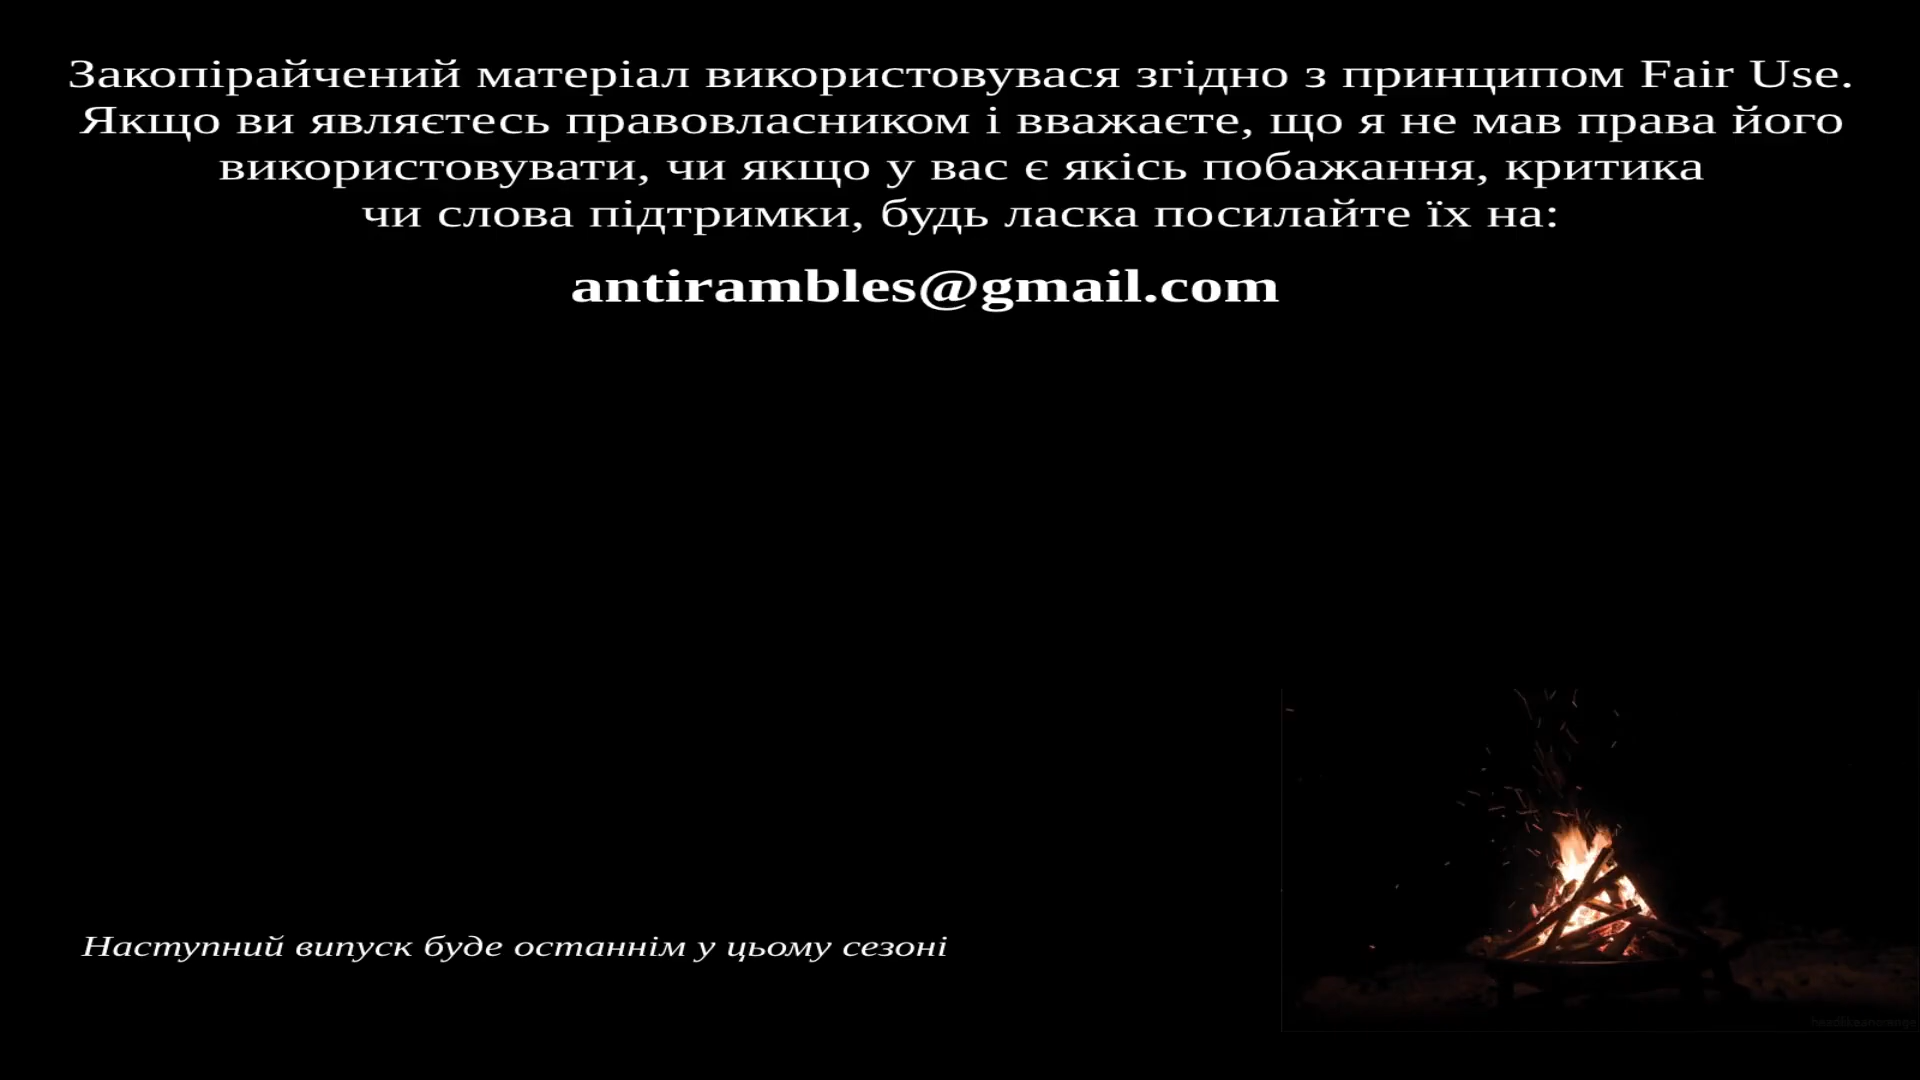 Закопірайчений матеріал використовувася згідно з принципом Fair Use.
Якщо ви являєтесь правовласником і вважаєте, що я не мав права його
використовувати, чи якщо у вас є якісь побажання, критика
чи слова підтримки, будь ласка посилайте їх на:
antirambles@gmail.com
Наступний випуск буде останнім у цьому сезоні